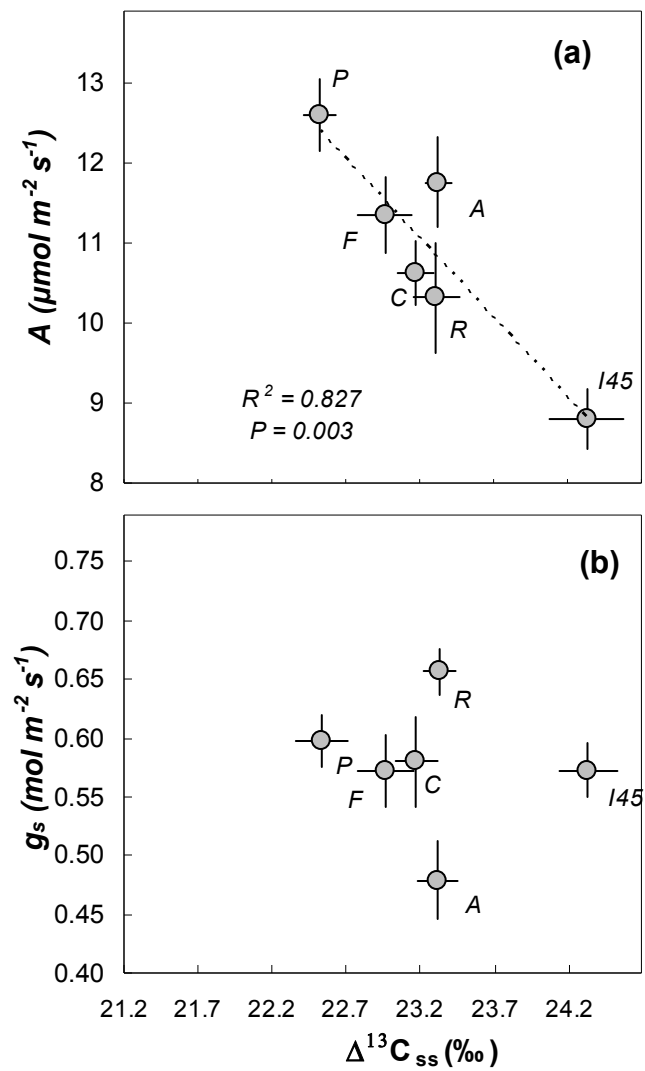 (a)
A (µmol m⁻² s⁻¹)
13
12
11
10
9
8
P
F
A
C
R
I45
R² = 0.827
P = 0.003
(b)
gs (mol m⁻² s⁻¹)
0.75
0.70
0.65
0.60
0.55
0.50
0.45
0.40
R
P
F
C
I45
A
21.2 21.7 22.2 22.7 23.2 23.7 24.2
Δ¹³C ss (‰)